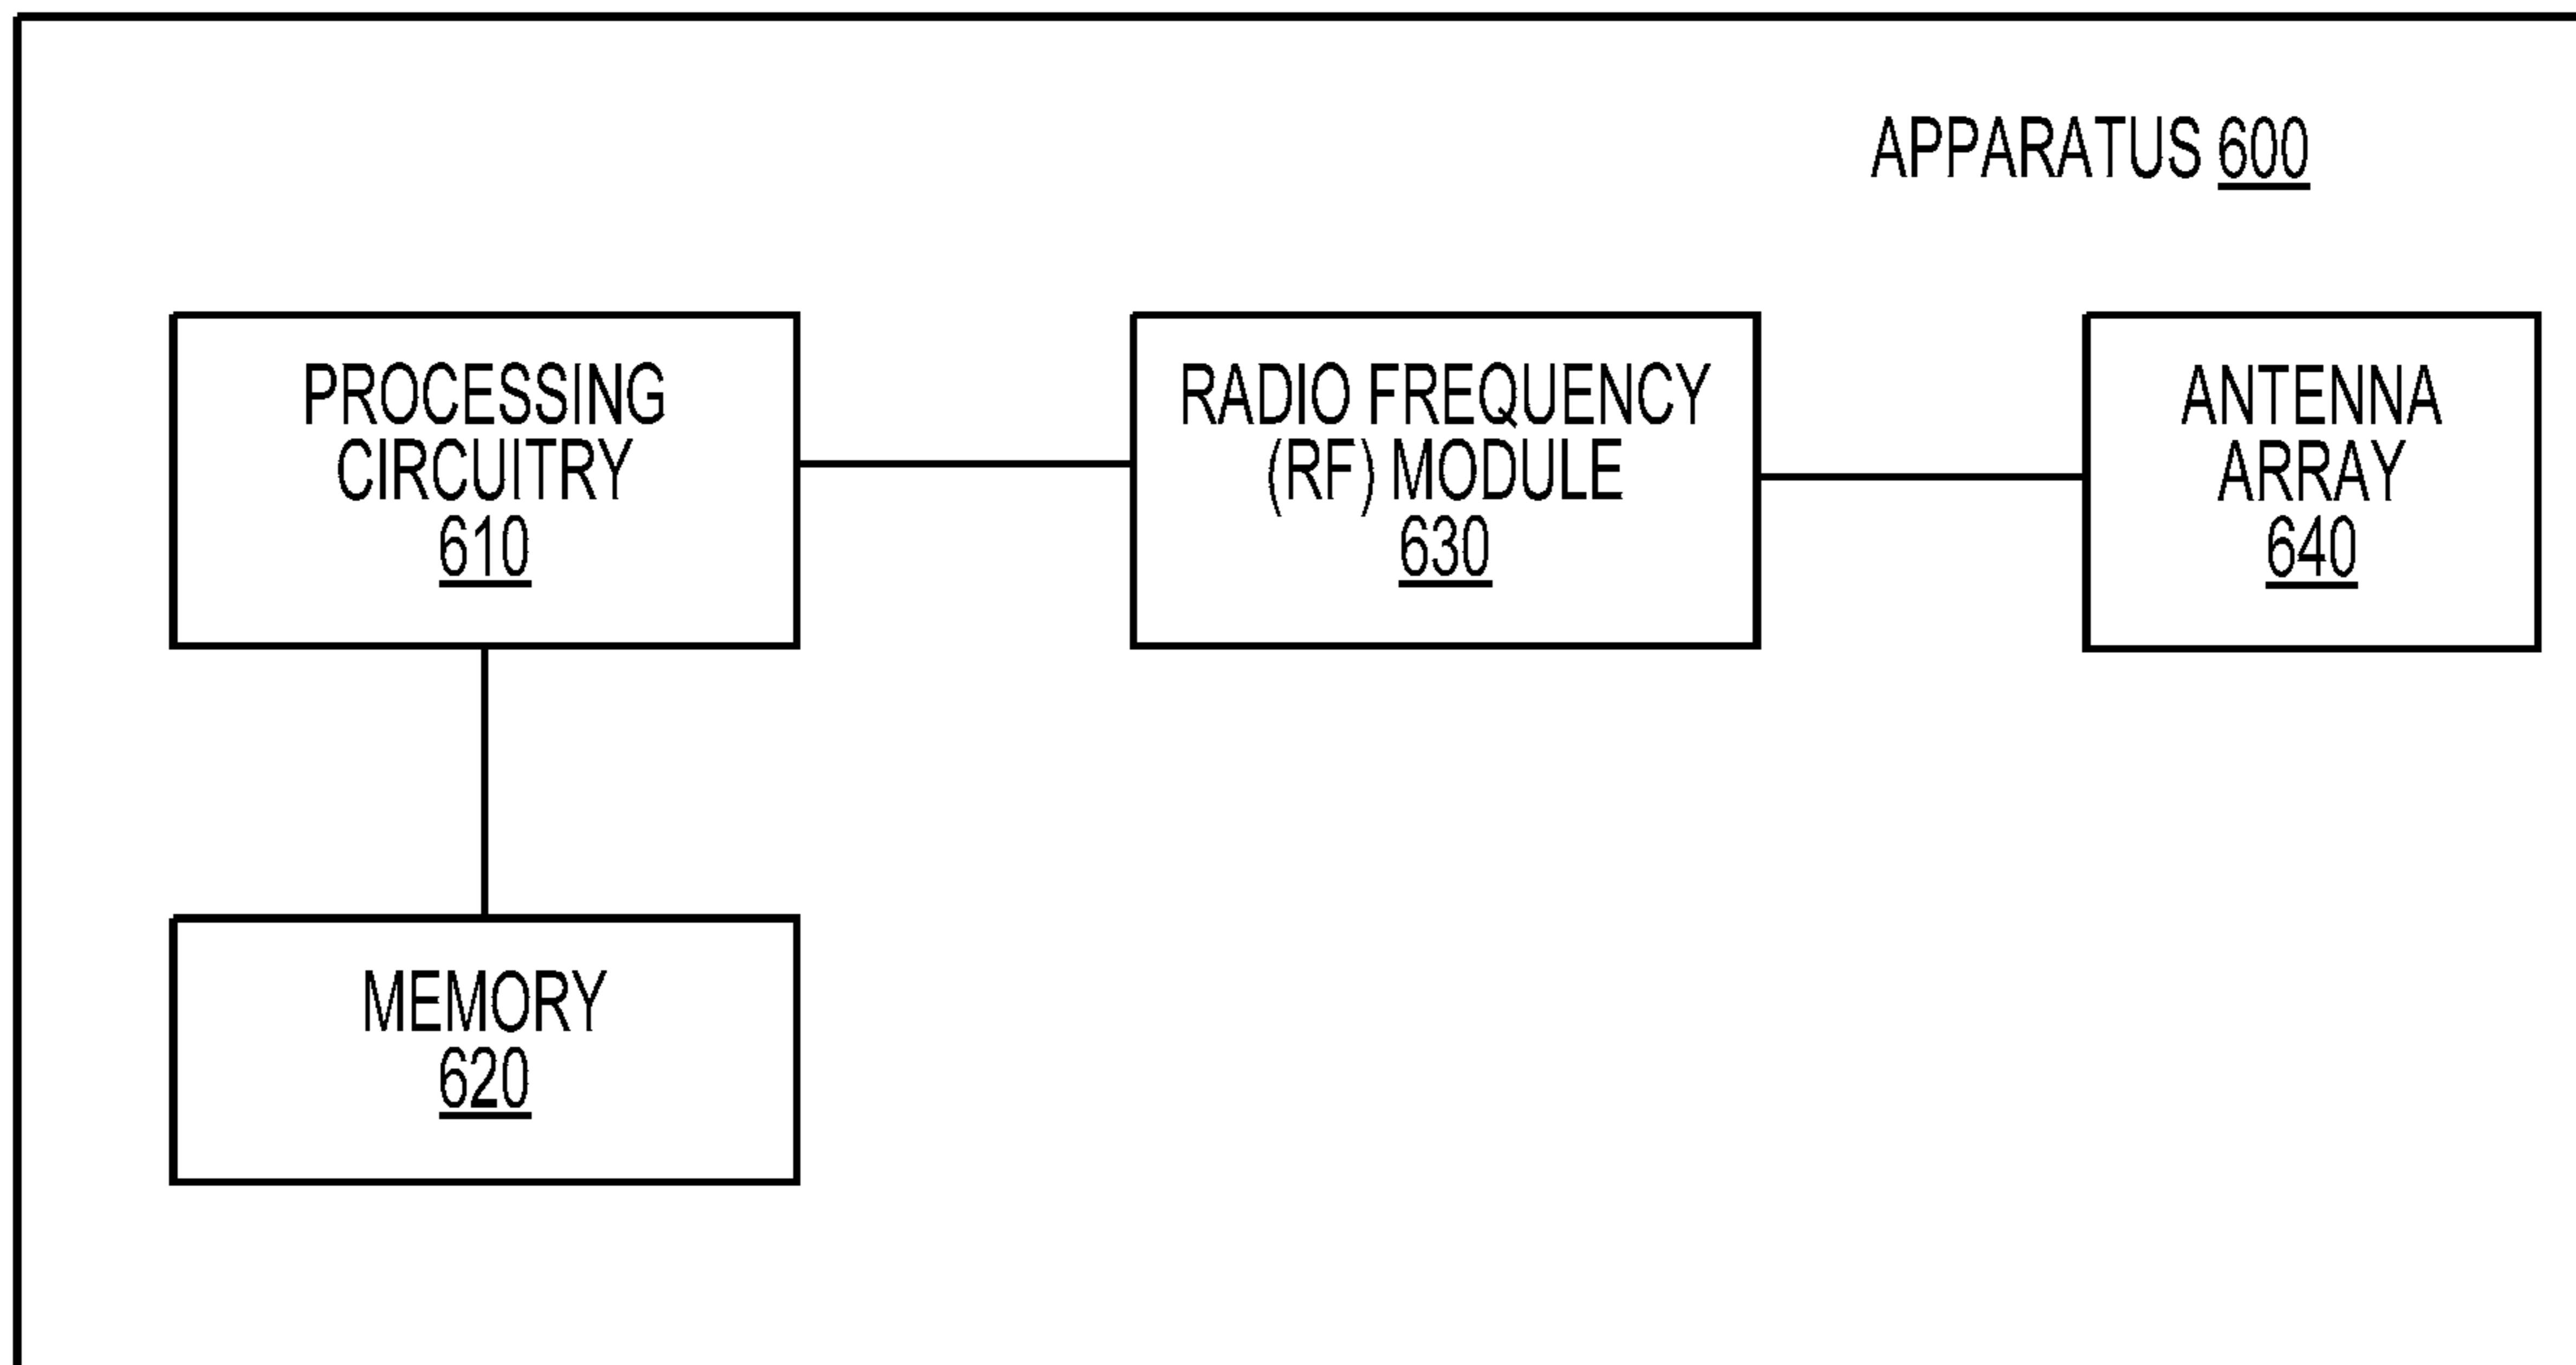 APPARATUS 600
PROCESSING
CIRCUITRY
610
RADIO FREQUENCY
(RF) MODULE
630
ANTENNA
ARRAY
640
MEMORY
620